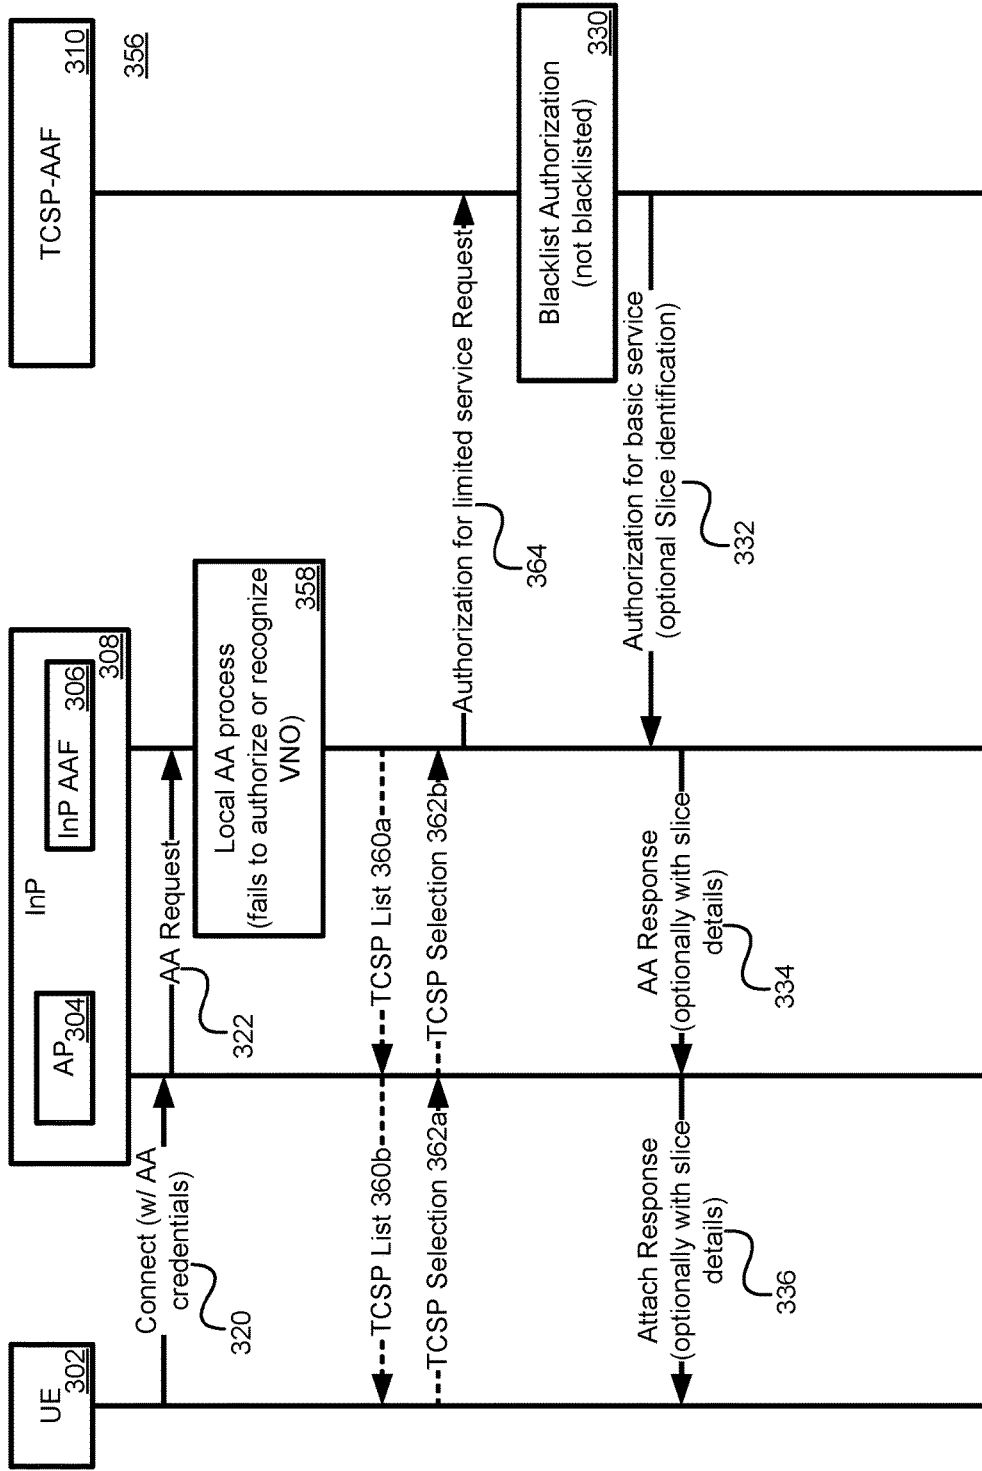 UE
302
InP
AP
304
InP AAF
306
308
TCSP-AAF
310
356
Connect (w/ AA
credentials)
320
AA Request
322
Local AA process
(fails to authorize or recognize
VNO)
358
TCSP List 360b
TCSP List 360a
TCSP Selection 362a
TCSP Selection 362b
Authorization for limited service Request
364
Blacklist Authorization
(not blacklisted)
330
Authorization for basic service
(optional Slice identification)
332
AA Response
(optionally with slice
details)
334
Attach Response
(optionally with slice
details)
336